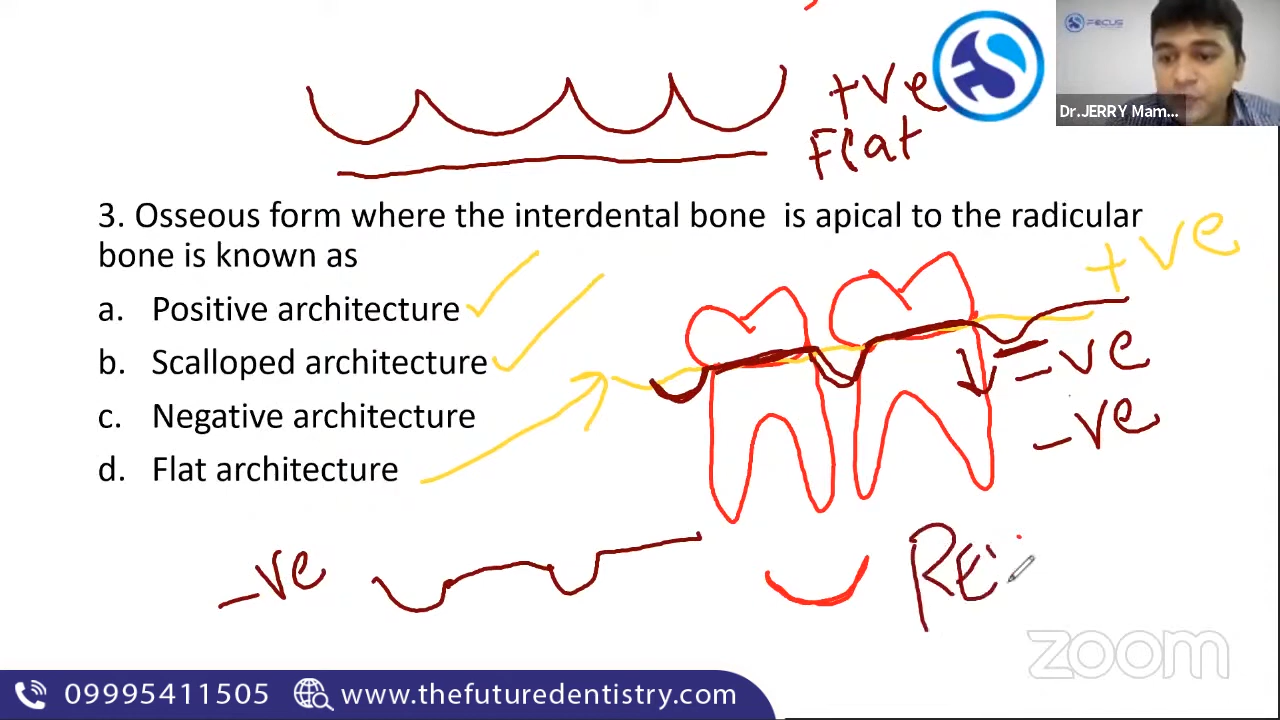 +ve
Flat
FOCUS
Dr.JERRY Mam...
3. Osseous form where the interdental bone is apical to the radicular
bone is known as
a. Positive architecture
b. Scalloped architecture
c. Negative architecture
d. Flat architecture
+ve
-ve
-ve
-ve
RE
zoom
09995411505 www.thefuturedentistry.com